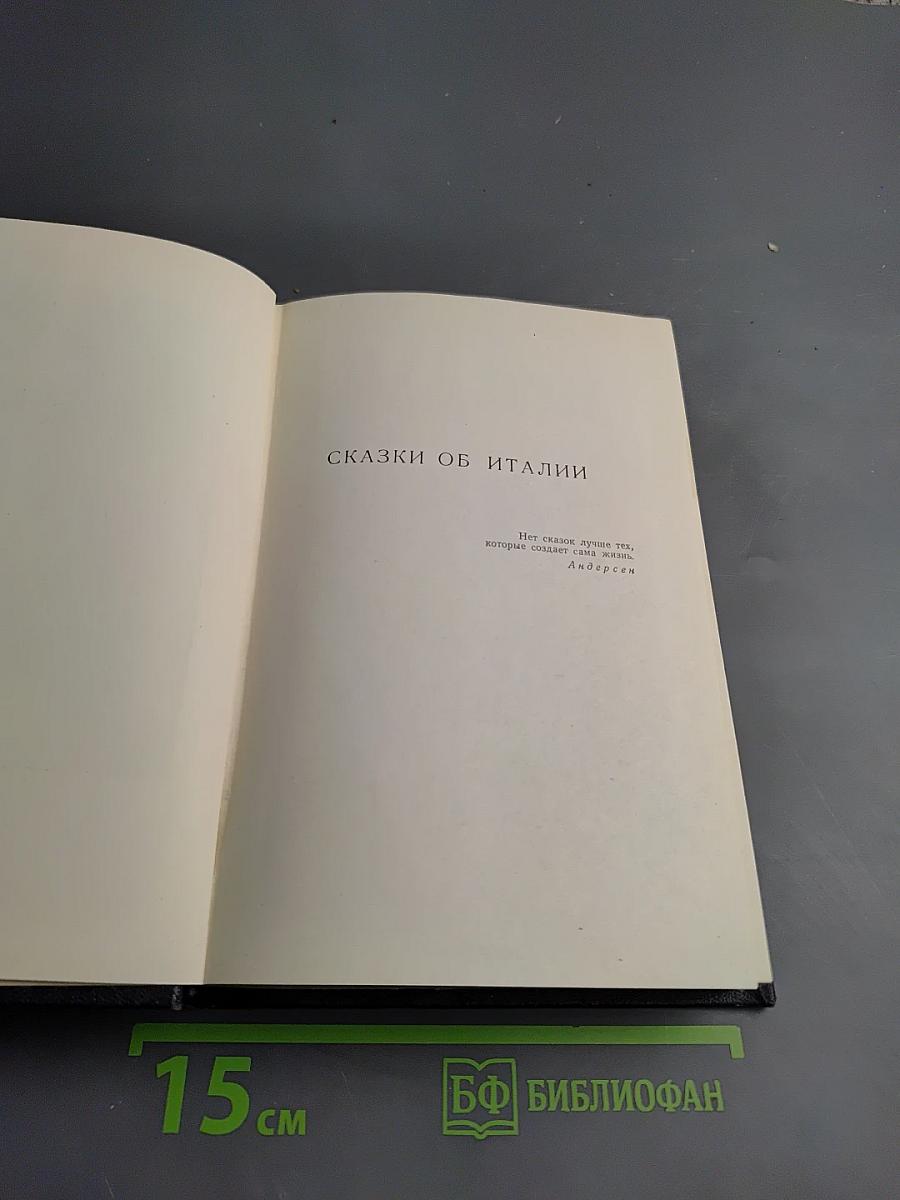 СКАЗКИ ОБ ИТАЛИИ
Нет сказок лучше тех,
которые создает сама жизнь.
Андерсен
15 см
БФ БИБЛИОФАН